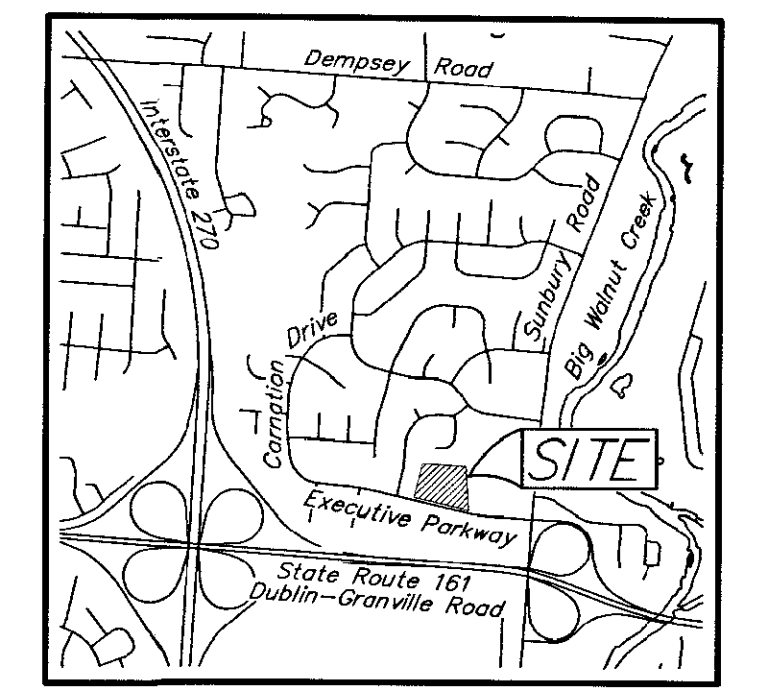 Dempsey Road
Interstate 270
Sunbury Road
Big Walnut Creek
Carnation Drive
SITE
Executive Parkway
State Route 161
Dublin-Granville Road